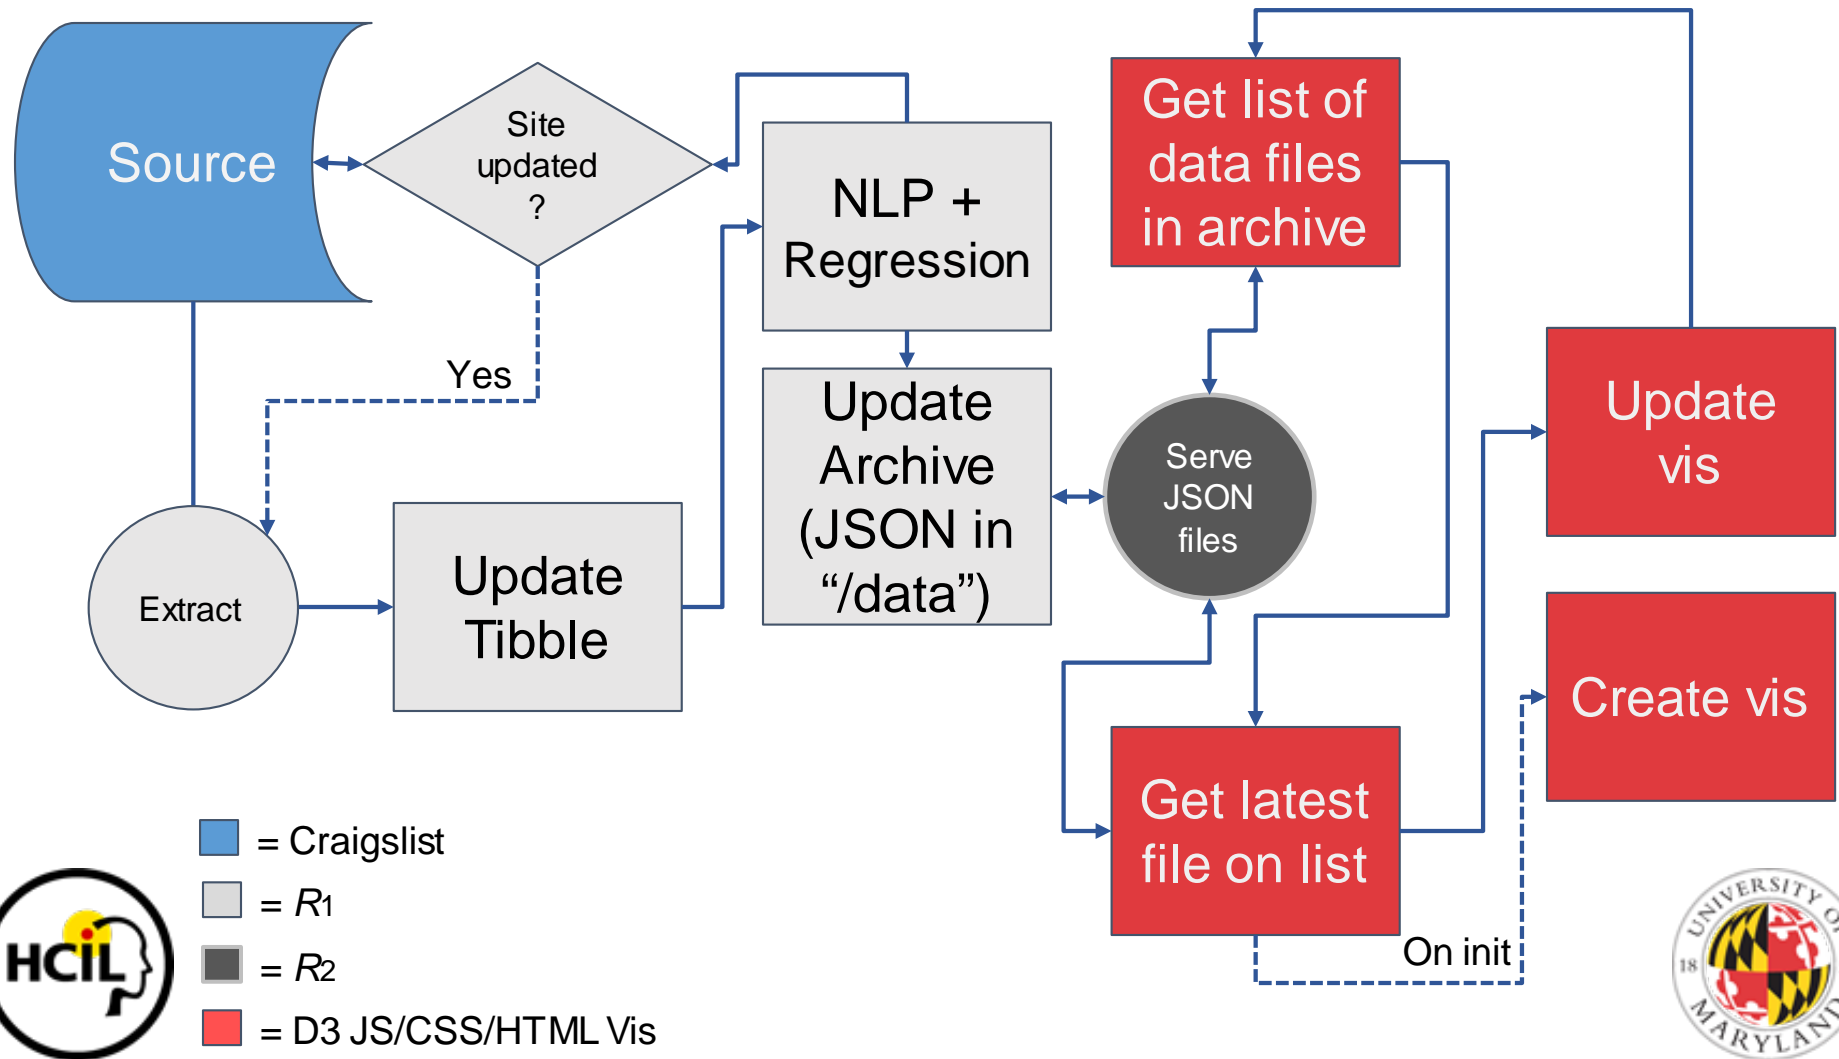 Source
Site
updated
?
NLP +
Regression
Get list of
data files
in archive
Yes
Update
Archive
(JSON in
“/data”)
Serve
JSON
files
Update
vis
Extract
Update
Tibble
Create vis
Get latest
file on list
On init
= Craigslist
= R1
= R2
= D3 JS/CSS/HTML Vis
HCiL
UNIVERSITY OF
18
MARYLAND